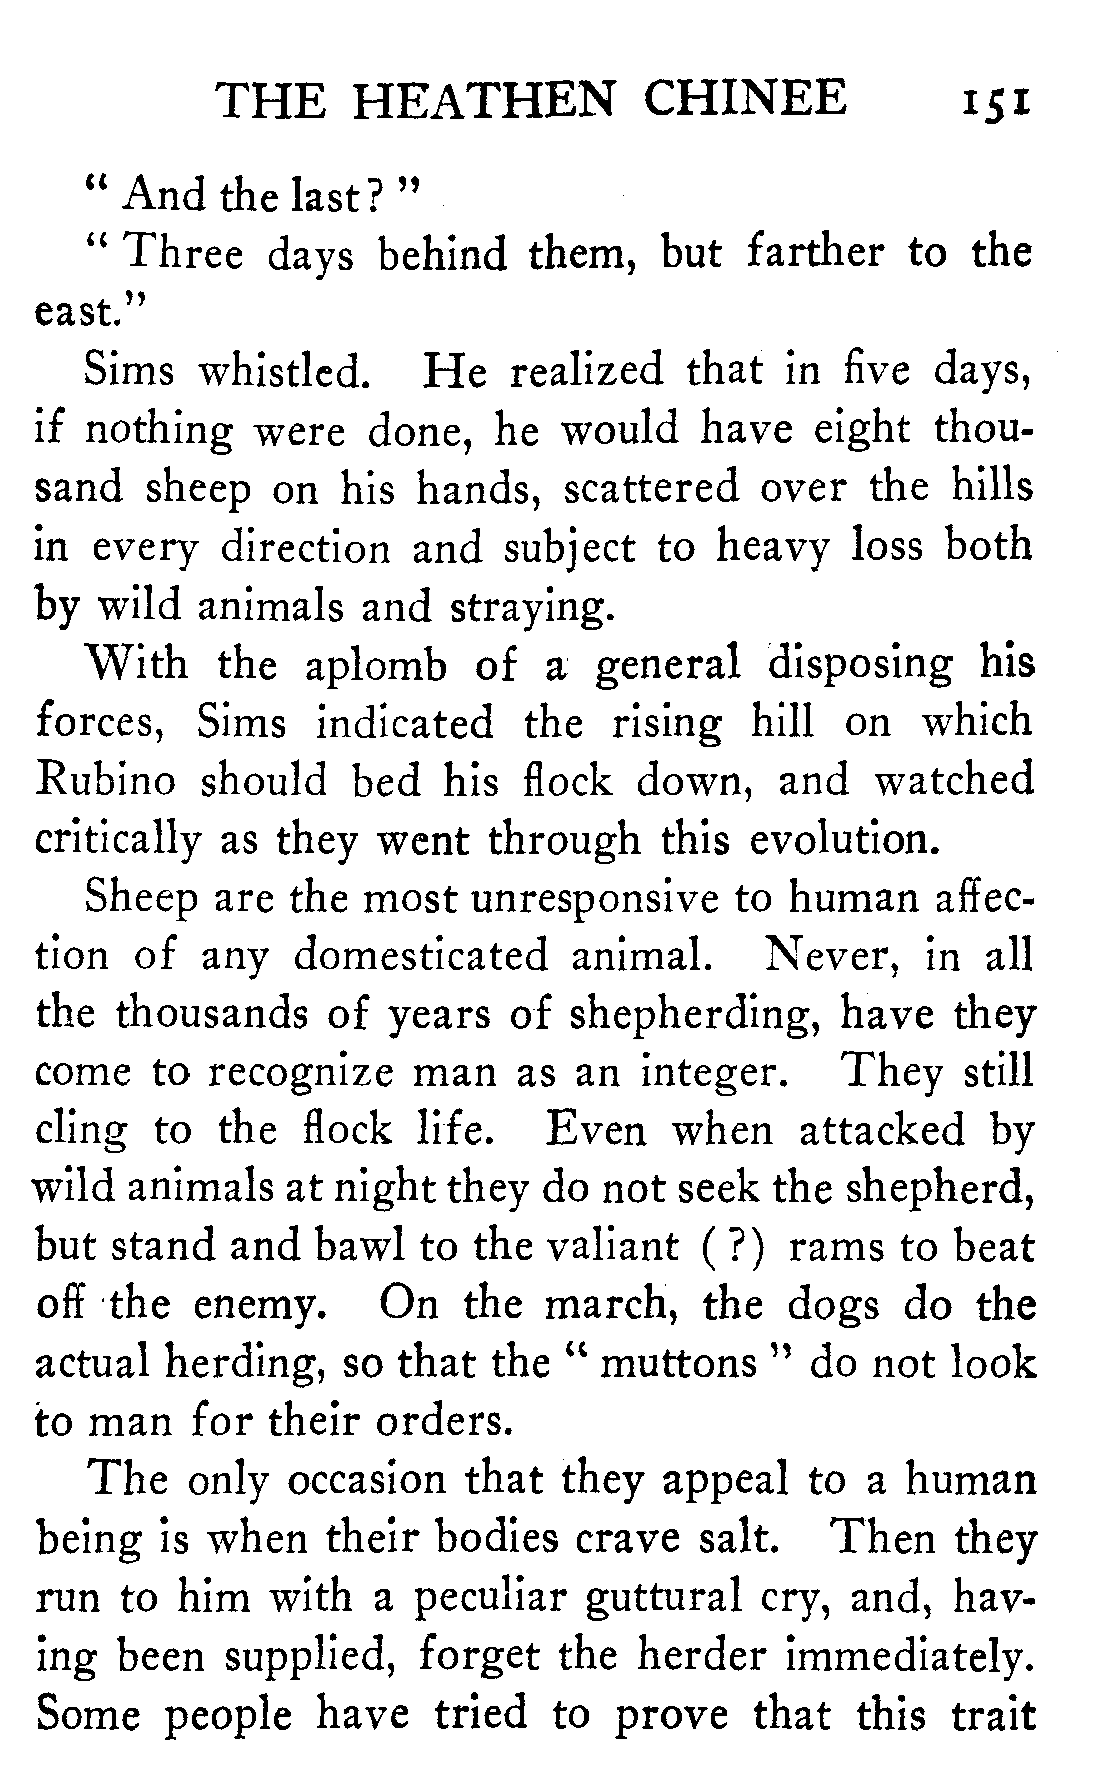 THE HEATHEN CHINEE 151
“ And the last? ”
“ Three days behind them, but farther to the
east.”
Sims whistled. He realized that in five days,
if nothing were done, he would have eight thou-
sand sheep on his hands, scattered over the hills
in every direction and subject to heavy loss both
by wild animals and straying.
With the aplomb of a general disposing his
forces, Sims indicated the rising hill on which
Rubino should bed his flock down, and watched
critically as they went through this evolution.
Sheep are the most unresponsive to human affec-
tion of any domesticated animal. Never, in all
the thousands of years of shepherding, have they
come to recognize man as an integer. They still
cling to the flock life. Even when attacked by
wild animals at night they do not seek the shepherd,
but stand and bawl to the valiant ( ?) rams to beat
off the enemy. On the march, the dogs do the
actual herding, so that the “ muttons ” do not look
to man for their orders.
The only occasion that they appeal to a human
being is when their bodies crave salt. Then they
run to him with a peculiar guttural cry, and, hav-
ing been supplied, forget the herder immediately.
Some people have tried to prove that this trait